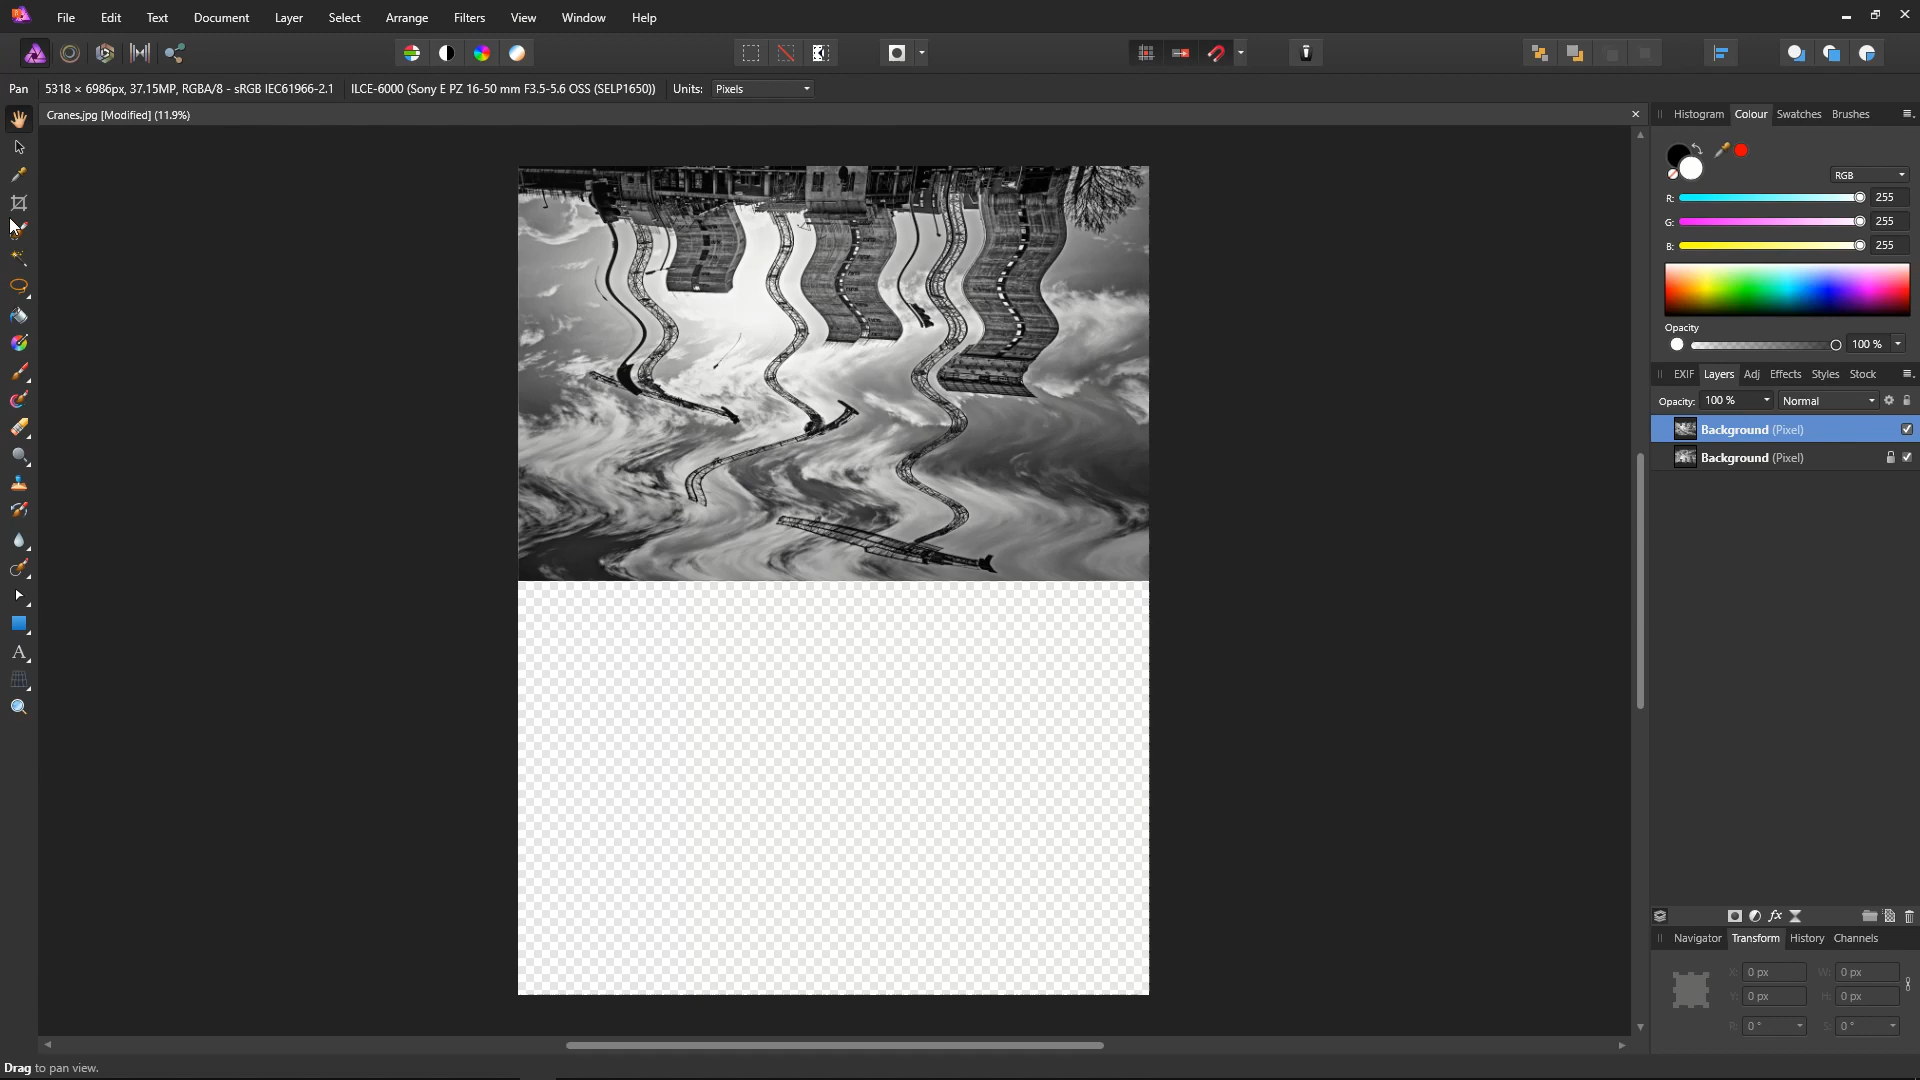 File Edit Text Document Layer Select Arrange Filters View Window Help
Pan 5318 × 6986px, 37.15MP, RGBA/8 - sRGB IEC61966-2.1 ILCE-6000 (Sony E PZ 16-50 mm F3.5-5.6 OSS (SELP1650)) Units: Pixels
Cranes.jpg [Modified] (11.9%)
Histogram Colour Swatches Brushes
RGB
R: 255
G: 255
B: 255
Opacity
100 %
EXIF Layers Adj Effects Styles Stock
Opacity: 100 % Normal
Background (Pixel)
Background (Pixel)
fx
Navigator Transform History Channels
X: 0 px W: 0 px
Y: 0 px H: 0 px
R: 0 ° S: 0 °
A
Drag to pan view.